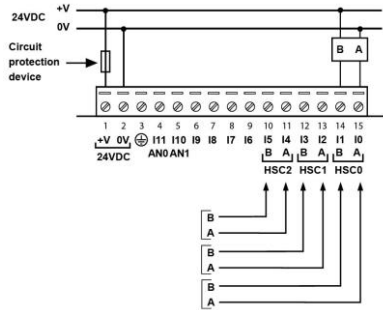 +V
24VDC
0V
Circuit
protection
device
B A
1 2 3 4 5 6 7 8 9 10 11 12 13 14 15
+V 0V I11 I10 I9 I8 I7 I6 I5 I4 I3 I2 I1 I0
24VDC AN0 AN1 B A B A B A
HSC2 HSC1 HSC0
B
A
B
A
B
A